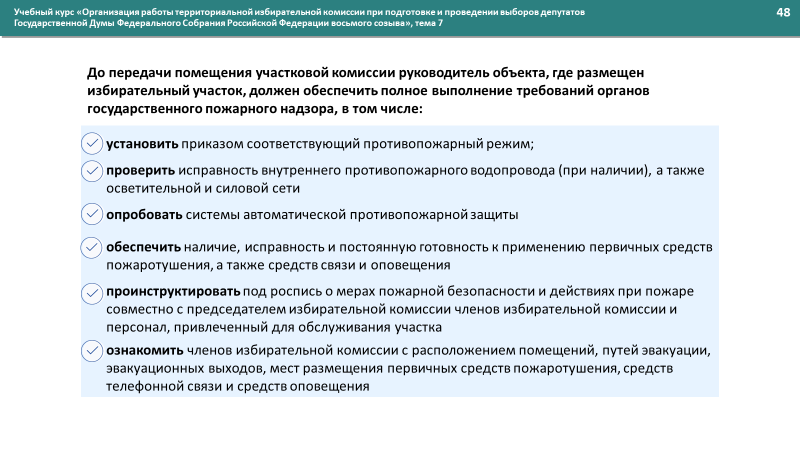 Учебный курс «Организация работы территориальной избирательной комиссии при подготовке и проведении выборов депутатов
Государственной Думы Федерального Собрания Российской Федерации восьмого созыва», тема 7
48
До передачи помещения участковой комиссии руководитель объекта, где размещен
избирательный участок, должен обеспечить полное выполнение требований органов
государственного пожарного надзора, в том числе:
установить приказом соответствующий противопожарный режим;
проверить исправность внутреннего противопожарного водопровода (при наличии), а также
осветительной и силовой сети
опробовать системы автоматической противопожарной защиты
обеспечить наличие, исправность и постоянную готовность к применению первичных средств
пожаротушения, а также средств связи и оповещения
проинструктировать под роспись о мерах пожарной безопасности и действиях при пожаре
совместно с председателем избирательной комиссии членов избирательной комиссии и
персонал, привлеченный для обслуживания участка
ознакомить членов избирательной комиссии с расположением помещений, путей эвакуации,
эвакуационных выходов, мест размещения первичных средств пожаротушения, средств
телефонной связи и средств оповещения